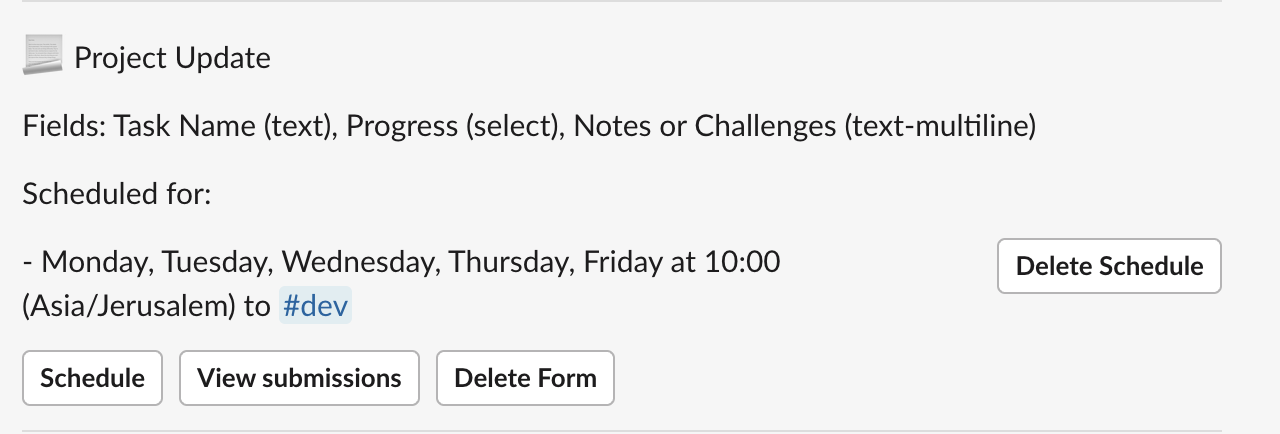 Project Update
Fields: Task Name (text), Progress (select), Notes or Challenges (text-multiline)
Scheduled for:
- Monday, Tuesday, Wednesday, Thursday, Friday at 10:00
(Asia/Jerusalem) to #dev
Delete Schedule
Schedule
View submissions
Delete Form